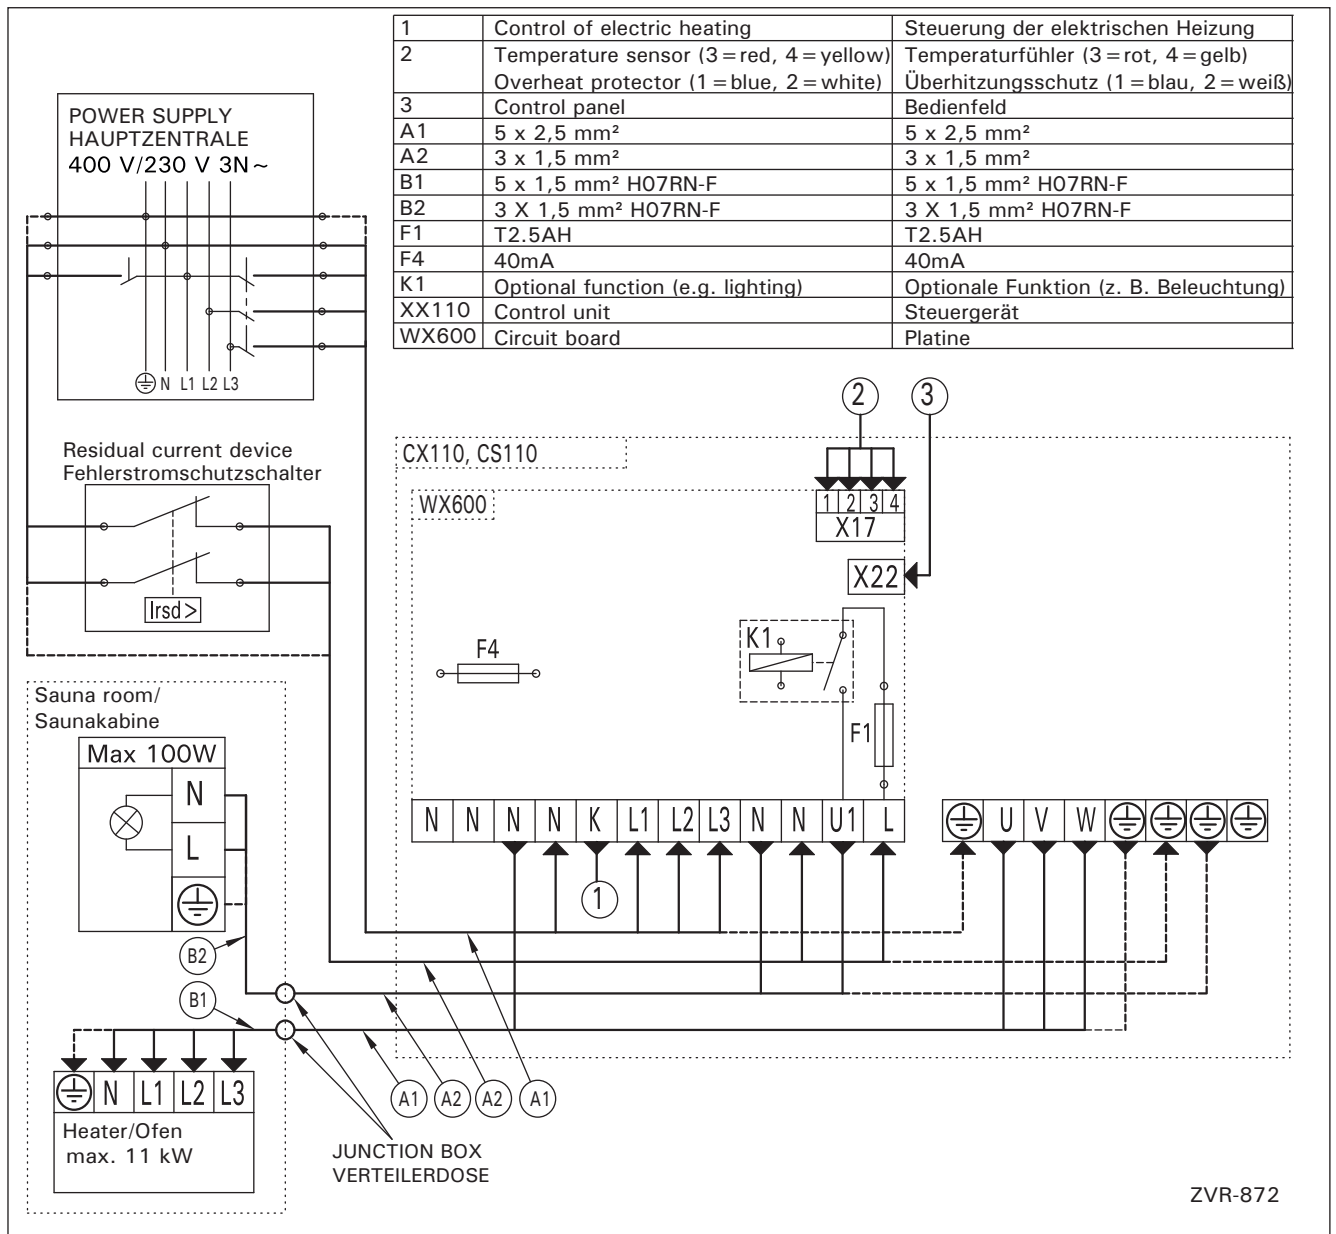 1 Control of electric heating Steuerung der elektrischen Heizung
2 Temperature sensor (3=red, 4=yellow) Temperaturfühler (3=rot, 4=gelb)
Overheat protector (1=blue, 2=white) Überhitzungsschutz (1=blau, 2=weiß)
3 Control panel Bedienfeld
A1 5 x 2,5 mm² 5 x 2,5 mm²
A2 3 x 1,5 mm² 3 x 1,5 mm²
B1 5 x 1,5 mm² H07RN-F 5 x 1,5 mm² H07RN-F
B2 3 X 1,5 mm² H07RN-F 3 X 1,5 mm² H07RN-F
F1 T2.5AH T2.5AH
F4 40mA 40mA
K1 Optional function (e.g. lighting) Optionale Funktion (z. B. Beleuchtung)
XX110 Control unit Steuergerät
WX600 Circuit board Platine
POWER SUPPLY
HAUPTZENTRALE
400 V/230 V 3N~
N L1 L2 L3
Residual current device
Fehlerstromschutzschalter
Irsd>
2 3
CX110, CS110
WX600
1 2 3 4
X17
X22
K1
F4
F1
Sauna room/
Saunakabine
Max 100W
N
L
N N N N K L1 L2 L3 N N U1 L
U V W
1
B2
B1
N L1 L2 L3
Heater/Ofen
max. 11 kW
A1 A2 A2 A1
JUNCTION BOX
VERTEILERDOSE
ZVR-872